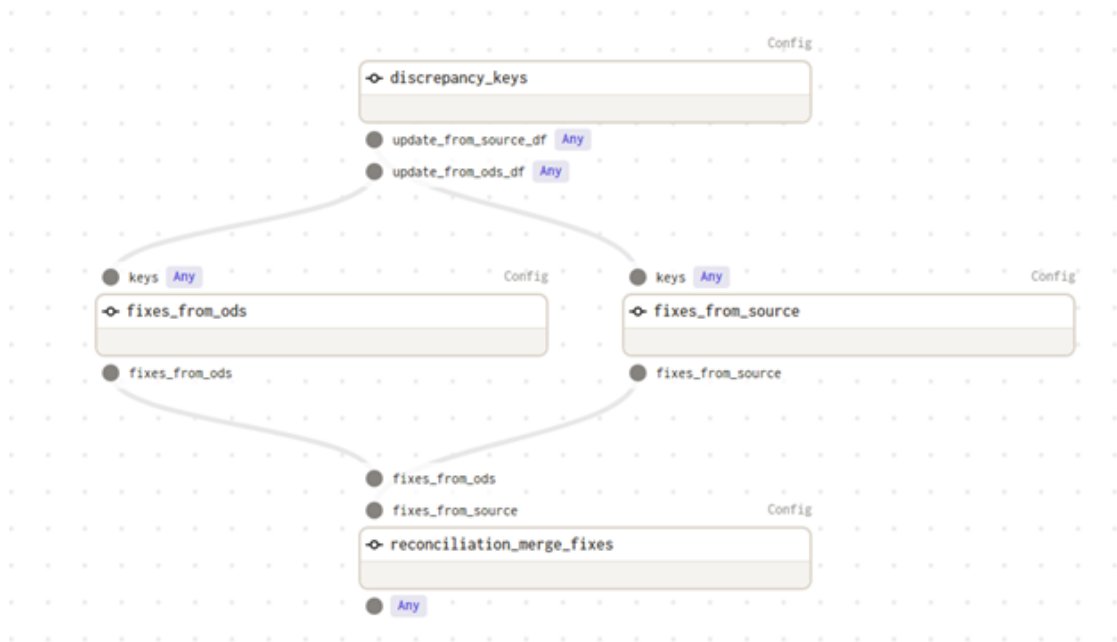 Config
discrepancy_keys
update_from_source_df Any
update_from_ods_df Any
keys Any Config
fixes_from_ods
fixes_from_ods
keys Any Config
fixes_from_source
fixes_from_source
fixes_from_ods
fixes_from_source Config
reconciliation_merge_fixes
Any